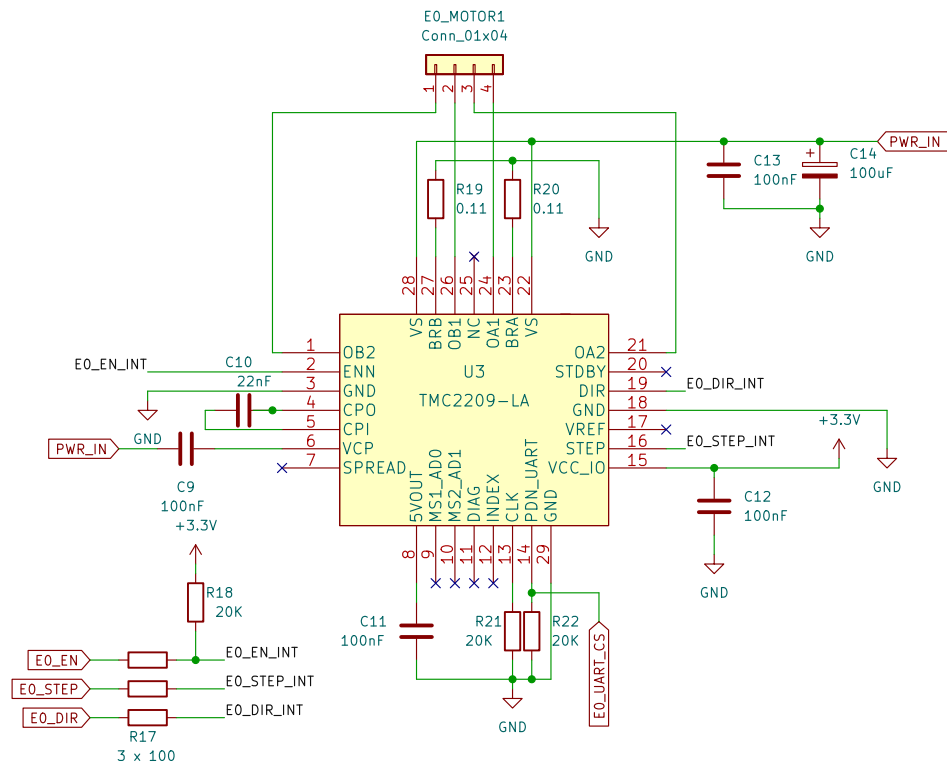 E0_MOTOR1
Conn_01x04
1
2
3
4
PWR_IN
C13
100nF
+
C14
100uF
R19
0.11
R20
0.11
GND
GND
28
27
26
25
24
23
22
VS
BRB
OB1
NC
OA1
BRA
VS
1
OB2
OA2
21
E0_EN_INT
2
ENN
U3
STDBY
20
C10
22nF
3
GND
DIR
19
E0_DIR_INT
4
CPO
TMC2209-LA
GND
18
5
CPI
VREF
17
+3.3V
PWR_IN
GND
6
VCP
STEP
16
E0_STEP_INT
7
SPREAD
VCC_IO
15
C9
100nF
C12
100nF
GND
GND
5VOUT
MS1_AD0
MS2_AD1
DIAG
INDEX
CLK
PDN_UART
GND
8
9
10
11
12
13
14
29
+3.3V
R18
20K
C11
100nF
R21
20K
R22
20K
E0_UART_CS
GND
E0_EN
E0_EN_INT
E0_STEP
E0_STEP_INT
E0_DIR
E0_DIR_INT
R17
3 x 100